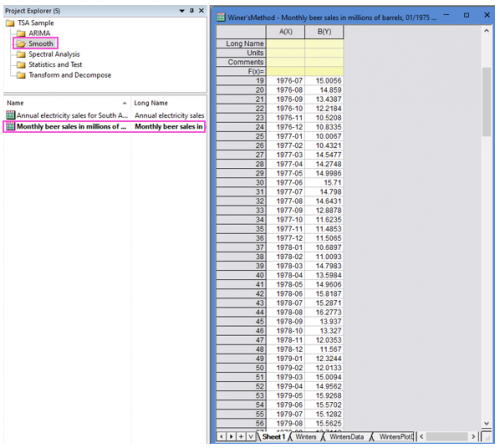 Project Explorer (5)
TSA Sample
ARIMA
Smooth
Spectral Analysis
Statistics and Test
Transform and Decompose
Name Long Name
Annual electricity sales for South A... Annual electricity sales
Monthly beer sales in millions of ... Monthly beer sales in
Winer'sMethod - Monthly beer sales in millions of barrels, 01/1975 ...
A(X) B(Y)
Long Name
Units
Comments
F(x)=
19 1976-07 15.0056
20 1976-08 14.859
21 1976-09 13.4387
22 1976-10 12.2184
23 1976-11 10.5208
24 1976-12 10.8335
25 1977-01 10.0067
26 1977-02 10.4321
27 1977-03 14.5477
28 1977-04 14.2748
29 1977-05 14.9986
30 1977-06 15.71
31 1977-07 14.798
32 1977-08 14.6431
33 1977-09 12.8878
34 1977-10 11.6235
35 1977-11 11.4853
36 1977-12 11.5065
37 1978-01 10.6897
38 1978-02 11.0093
39 1978-03 14.7983
40 1978-04 13.5984
41 1978-05 14.9606
42 1978-06 15.8187
43 1978-07 15.2871
44 1978-08 16.2773
45 1978-09 13.937
46 1978-10 13.327
47 1978-11 12.0353
48 1978-12 11.567
49 1979-01 12.3244
50 1979-02 12.0133
51 1979-03 15.0094
52 1979-04 14.9562
53 1979-05 15.9268
54 1979-06 15.5702
55 1979-07 15.1282
56 1979-08 15.5625
Sheet1 Winters WintersData WintersPlot